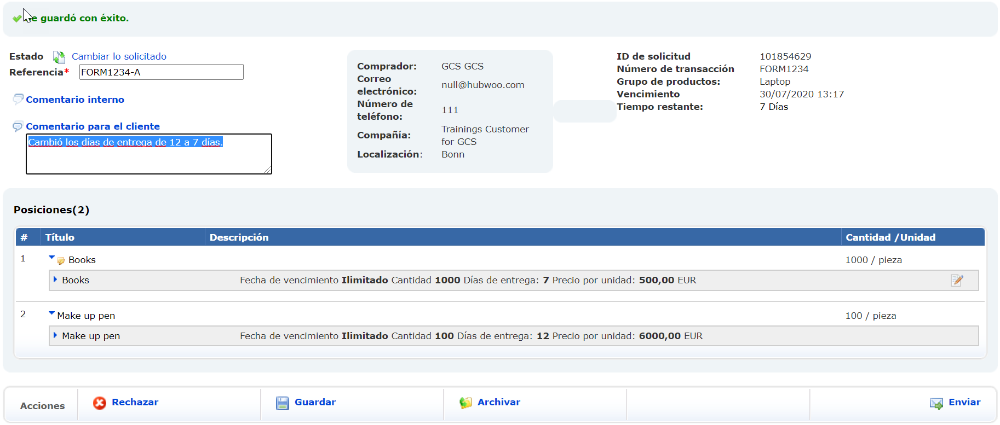 e guardó con éxito.
Estado Cambiar lo solicitado
Referencia* FORM1234-A
Comentario interno
Comentario para el cliente
Cambió los días de entrega de 12 a 7 días.
Comprador: GCS GCS
Correo
electrónico: null@hubwoo.com
Número de
teléfono: 111
Compañía: Trainings Customer
for GCS
Localización: Bonn
ID de solicitud 101854629
Número de transacción FORM1234
Grupo de productos: Laptop
Vencimiento 30/07/2020 13:17
Tiempo restante: 7 Días
Posiciones(2)
# Título Descripción Cantidad /Unidad
1 Books 1000 / pieza
Books Fecha de vencimiento Ilimitado Cantidad 1000 Días de entrega: 7 Precio por unidad: 500,00 EUR
2 Make up pen 100 / pieza
Make up pen Fecha de vencimiento Ilimitado Cantidad 100 Días de entrega: 12 Precio por unidad: 6000,00 EUR
Acciones Rechazar Guardar Archivar Enviar